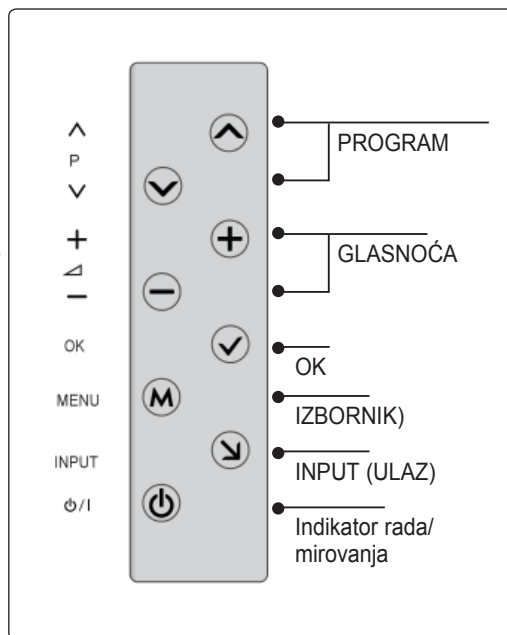 P
OK
MENU
INPUT
⏻/I
M
PROGRAM
GLASNOĆA
OK
IZBORNIK)
INPUT (ULAZ)
Indikator rada/
mirovanja